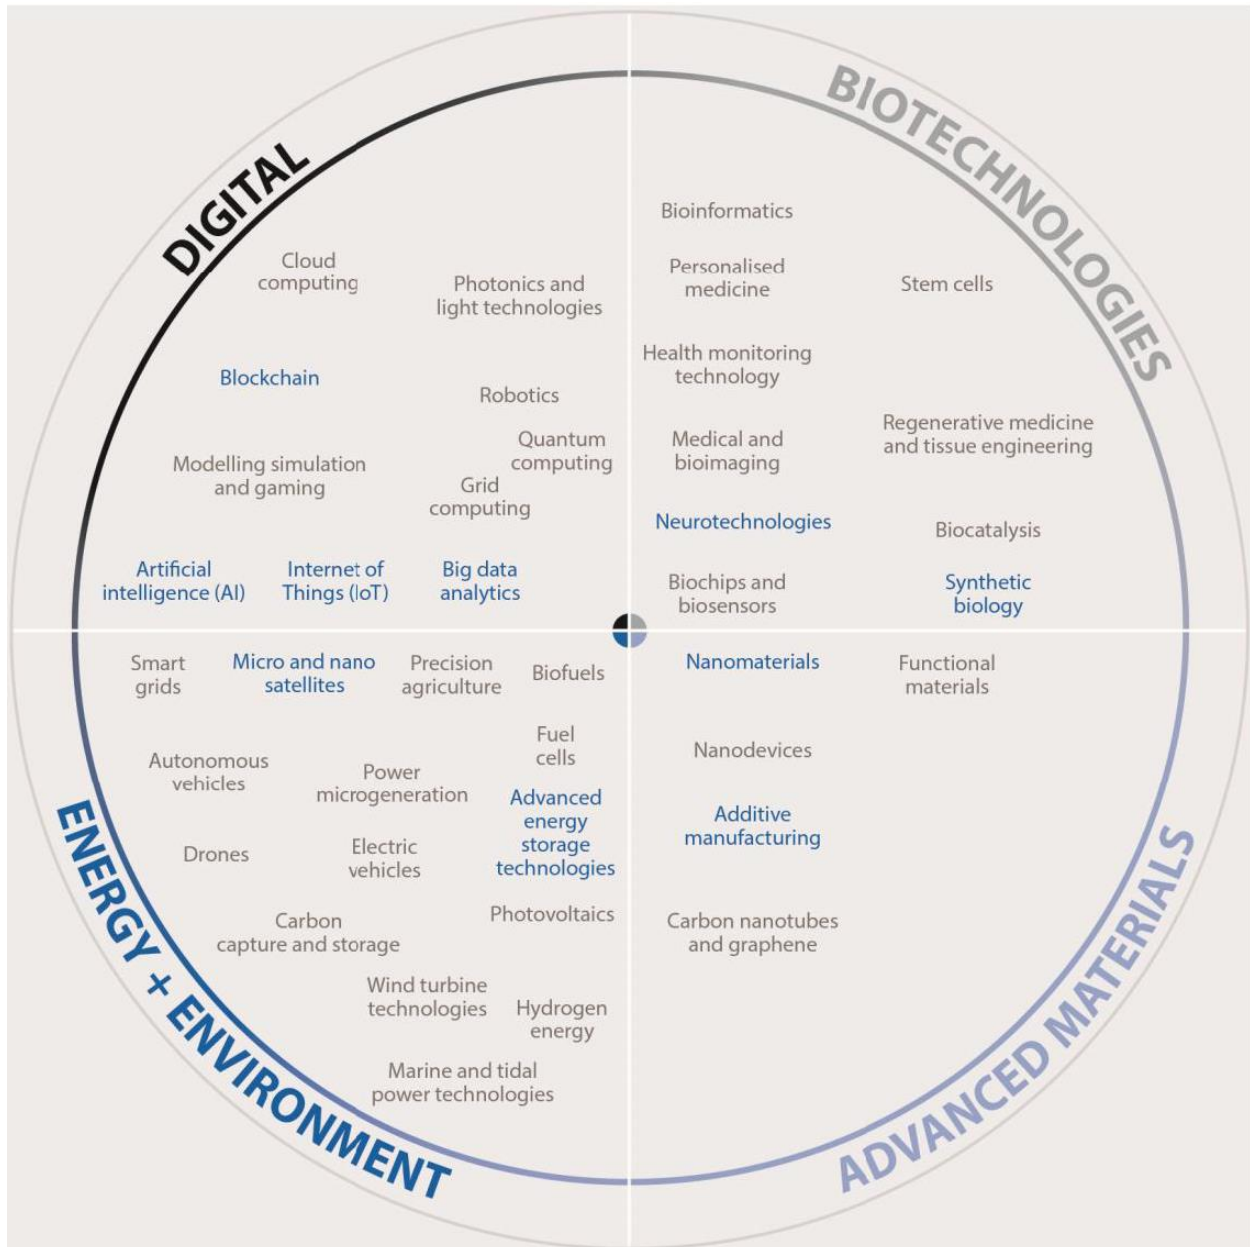 DIGITAL
Cloud
computing
Photonics and
light technologies
Blockchain
Robotics
Quantum
computing
Modelling simulation
and gaming
Grid
computing
Artificial
intelligence (AI)
Internet of
Things (IoT)
Big data
analytics
BIOTECHNOLOGIES
Bioinformatics
Personalised
medicine
Stem cells
Health monitoring
technology
Regenerative medicine
and tissue engineering
Medical and
bioimaging
Neurotechnologies
Biocatalysis
Biochips and
biosensors
Synthetic
biology
ENERGY + ENVIRONMENT
Smart
grids
Micro and nano
satellites
Precision
agriculture
Biofuels
Fuel
cells
Autonomous
vehicles
Power
microgeneration
Advanced
energy
storage
technologies
Drones
Electric
vehicles
Photovoltaics
Carbon
capture and storage
Wind turbine
technologies
Hydrogen
energy
Marine and tidal
power technologies
ADVANCED MATERIALS
Nanomaterials
Functional
materials
Nanodevices
Additive
manufacturing
Carbon nanotubes
and graphene